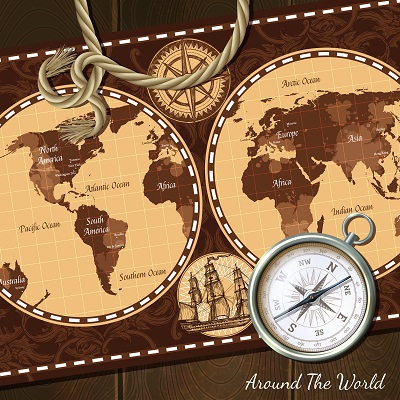 Arctic Ocean
North
America
Europe
Asia
Atlantic Ocean
Africa
Africa
Pacific Ocean
South
America
Indian Ocean
Australia
Southern Ocean
N
NE
E
SE
S
SW
W
NW
Around The World